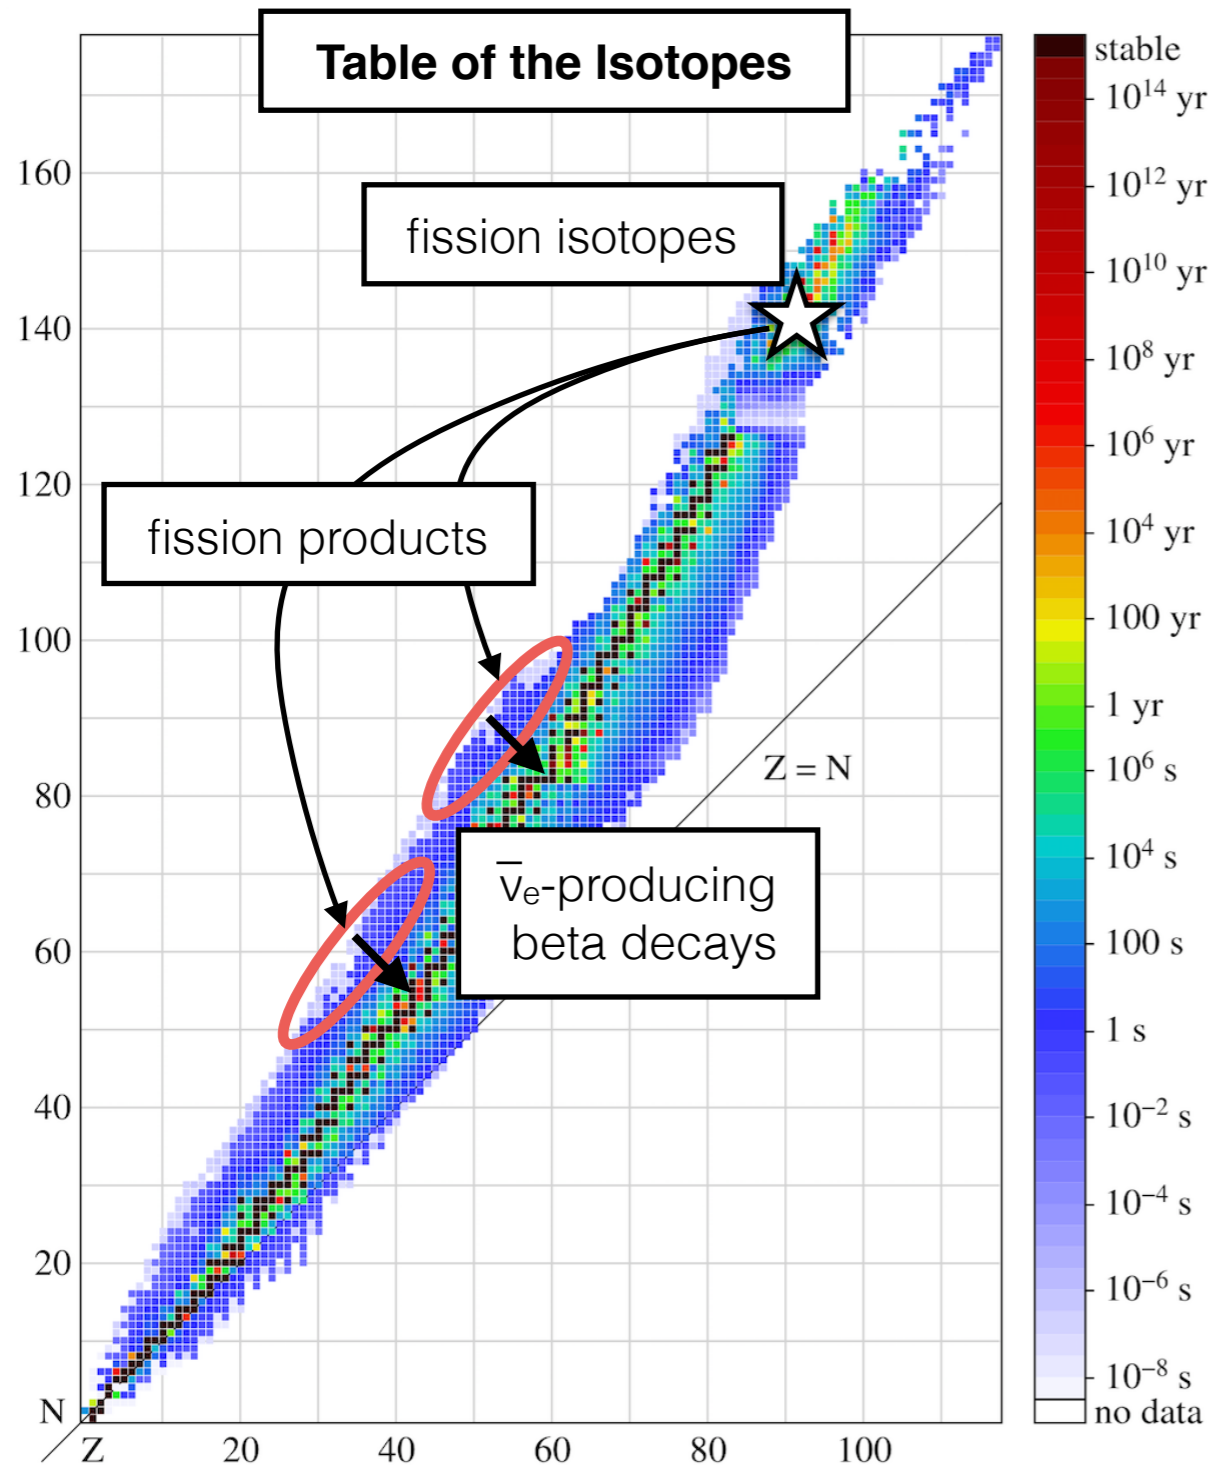 Table of the Isotopes
fission isotopes
fission products
ν̅ₑ-producing
beta decays
Z = N
160
140
120
100
80
60
40
20
N
Z
20
40
60
80
100
stable
10¹⁴ yr
10¹² yr
10¹⁰ yr
10⁸ yr
10⁶ yr
10⁴ yr
100 yr
1 yr
10⁶ s
10⁴ s
100 s
1 s
10⁻² s
10⁻⁴ s
10⁻⁶ s
10⁻⁸ s
no data